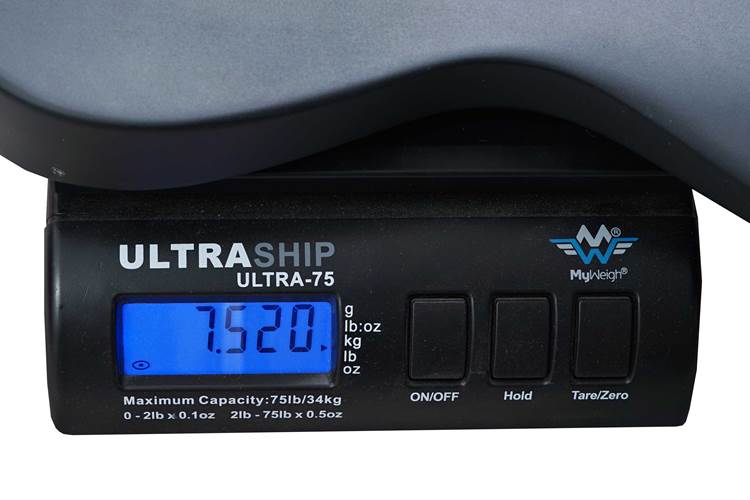 ULTRASHIP
ULTRA-75
MW®
MyWeigh®
7.520
g
lb:oz
kg
lb
oz
ON/OFF
Hold
Tare/Zero
Maximum Capacity:75lb/34kg
0 - 2lb x 0.1oz 2lb - 75lb x 0.5oz